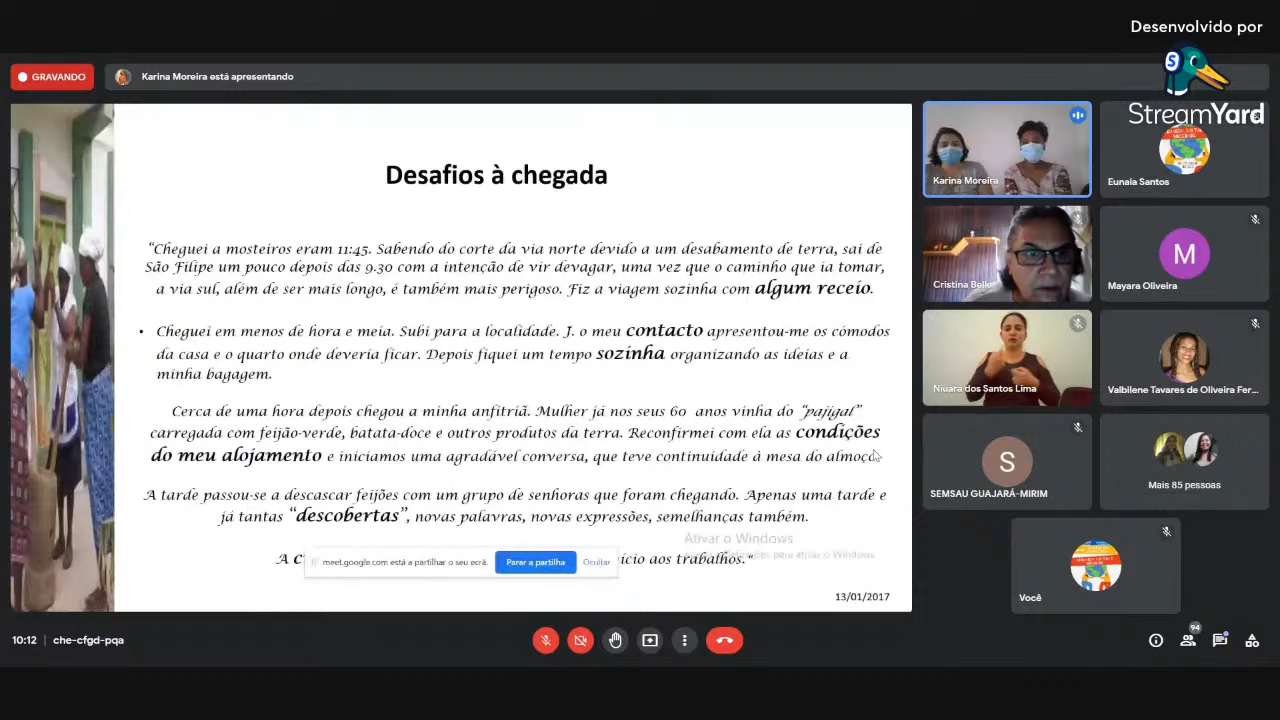 Desenvolvido por
GRAVANDO
Karina Moreira está apresentando
StreamYard
Desafios à chegada
“Cheguei a mosteiros eram 11:45. Sabendo do corte da via norte devido a um desabamento de terra, saí de
São Filipe um pouco depois das 9.30 com a intenção de vir devagar, uma vez que o caminho que ia tomar,
a via sul, além de ser mais longo, é também mais perigoso. Fiz a viagem sozinha com algum receio.
• Cheguei em menos de hora e meia. Subi para a localidade. J. o meu contacto apresentou-me os cómodos
da casa e o quarto onde deveria ficar. Depois fiquei um tempo sozinha organizando as ideias e a
minha bagagem.
Cerca de uma hora depois chegou a minha anfitriã. Mulher já nos seus 60 anos vinha do “pajigal”
carregada com feijão-verde, batata-doce e outros produtos da terra. Reconfirmei com ela as condições
do meu alojamento e iniciamos uma agradável conversa, que teve continuidade à mesa do almoço.
A tarde passou-se a descascar feijões com um grupo de senhoras que foram chegando. Apenas uma tarde e
já tantas “descobertas”, novas palavras, novas expressões, semelhanças também.
A
aos trabalhos.“
meet.google.com está a partilhar o seu ecrã.
Parar a partilha
Ocultar
Ativar o Windows
13/01/2017
Karina Moreira
Eunaia Santos
Cristina Bello
M
Mayara Oliveira
Niuara dos Santos Lima
Valbilene Tavares de Oliveira Fer...
S
SEMSAU GUAJARÁ-MIRIM
Mais 85 pessoas
Você
10:12 | che-cfgd-pqa
94